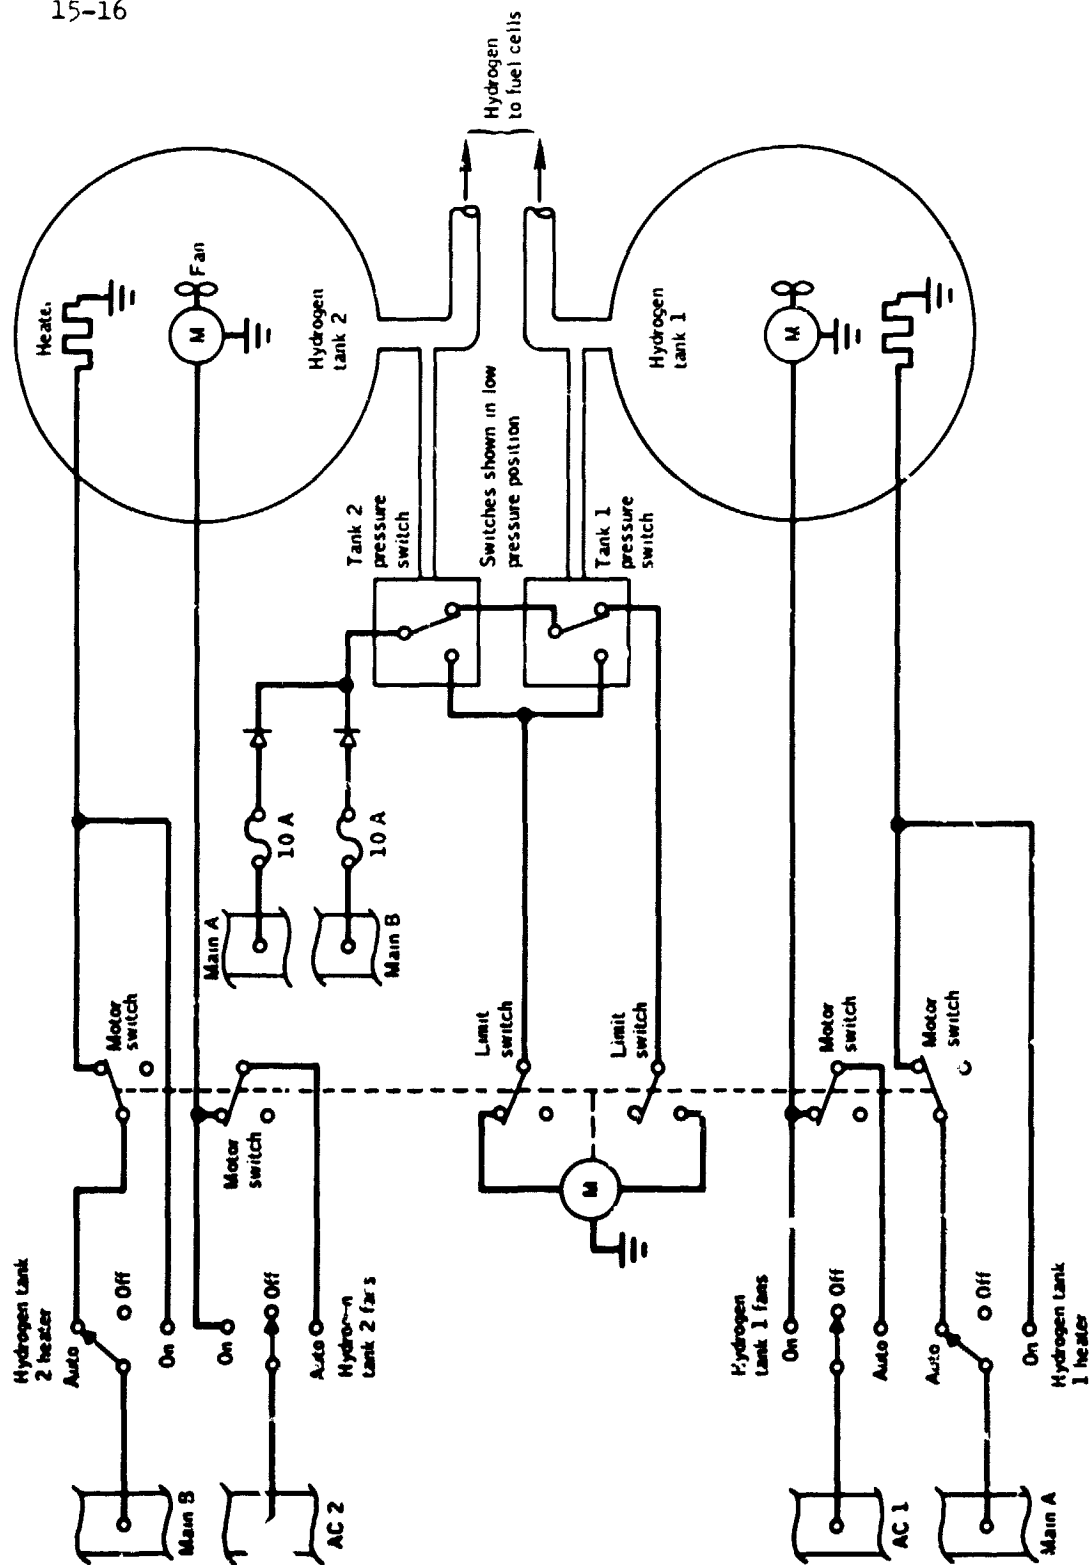 15-16
Hydrogen
to fuel cells
Fan
Hydrogen
tank 2
Hydrogen
tank 1
M
M
Tank 2
pressure
switch
Switches shown in low
pressure position
Tank 1
pressure
switch
10 A
10 A
Main A
Main B
Motor
switch
Motor
switch
Limit
switch
Limit
switch
Motor
switch
Motor
switch
M
Hydrogen tank
2 heater
Auto
Off
On
On
Off
Auto
tank 2
Hydrogen
tank 1 fans
On
Off
Auto
Auto
Off
On
Hydrogen tank
1 heater
Main
AC 2
AC 1
Main A